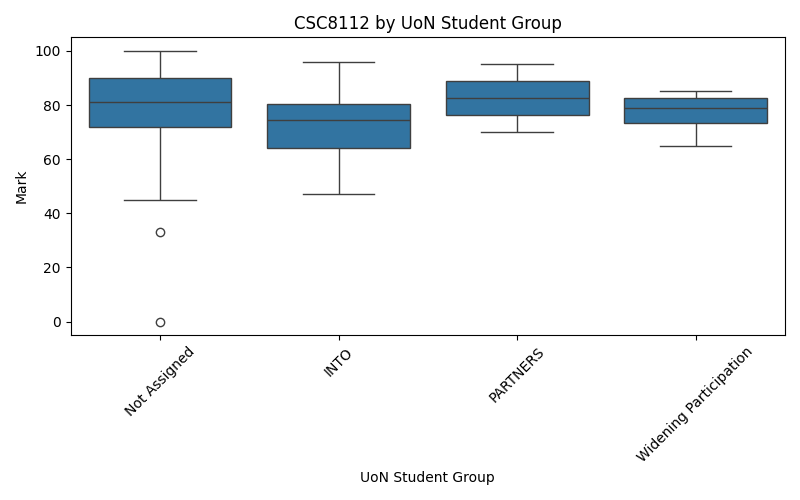 CSC8112 by UoN Student Group
Mark
100
80
60
40
20
0
Not Assigned
INTO
PARTNERS
Widening Participation
UoN Student Group